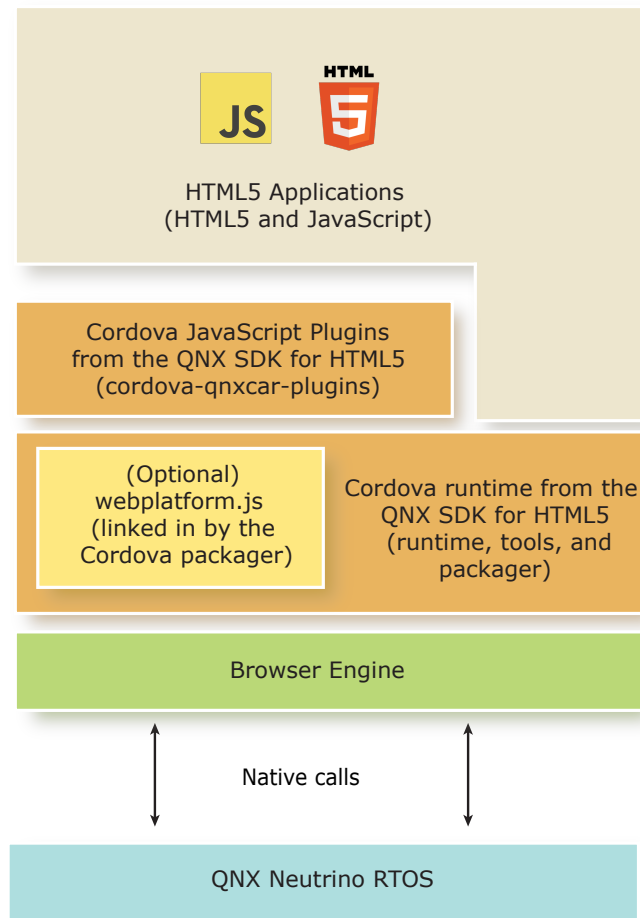 JS
HTML
5
HTML5 Applications
(HTML5 and JavaScript)
Cordova JavaScript Plugins
from the QNX SDK for HTML5
(cordova-qnxcar-plugins)
(Optional)
webplatform.js
(linked in by the
Cordova packager)
Cordova runtime from the
QNX SDK for HTML5
(runtime, tools, and
packager)
Browser Engine
Native calls
QNX Neutrino RTOS